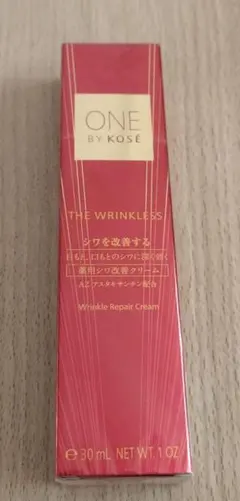 ONE
BY KOSÉ
THE WRINKLESS
シワを改善する
目もと、口もとのシワに深く効く
薬用シワ改善クリーム
AZ アスタキサンチン配合
Wrinkle Repair Cream
℮ 30 mL NET WT 1 OZ